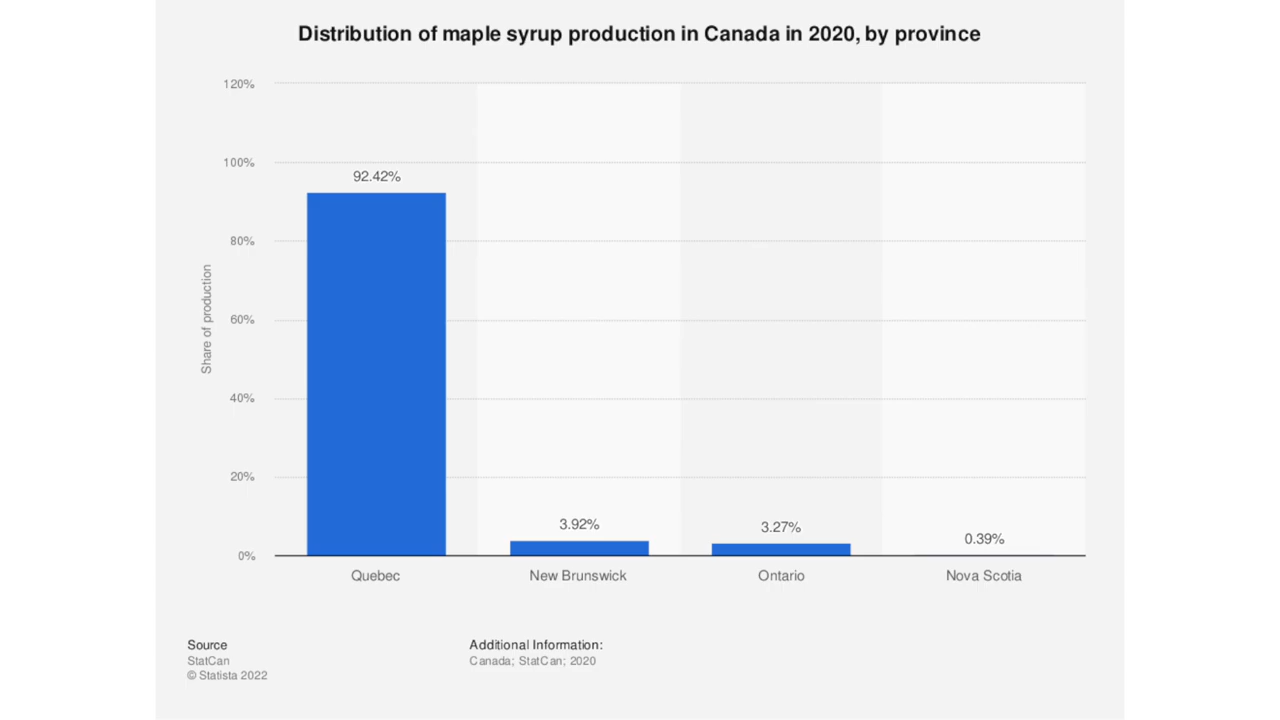 Distribution of maple syrup production in Canada in 2020, by province
120%
100%
80%
60%
40%
20%
0%
Share of production
92.42%
3.92%
3.27%
0.39%
Quebec
New Brunswick
Ontario
Nova Scotia
Source
StatCan
© Statista 2022
Additional Information:
Canada; StatCan; 2020